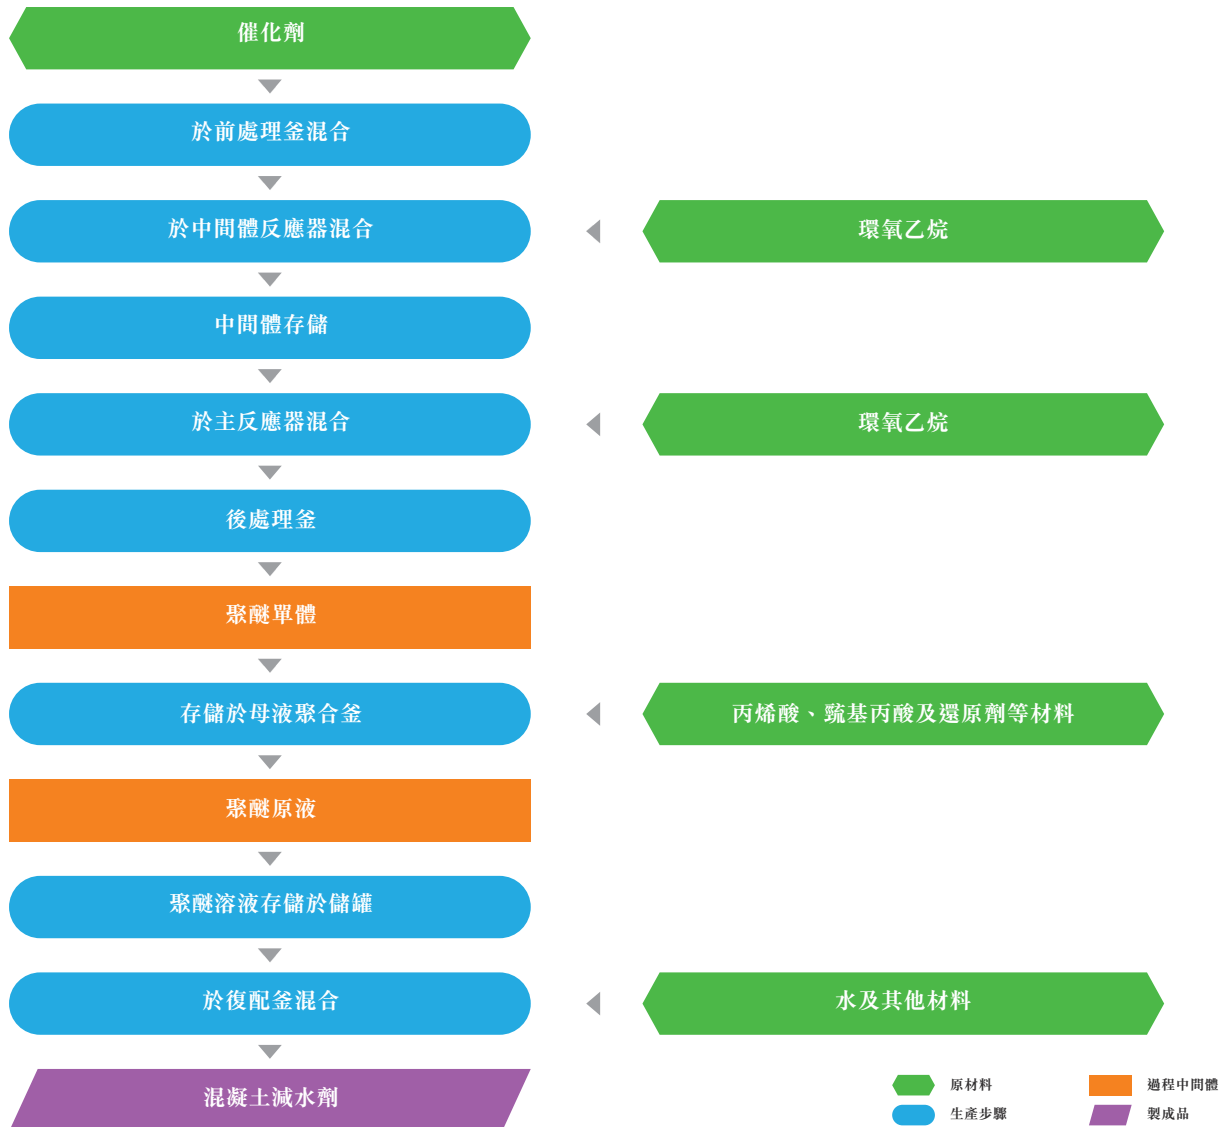 催化劑
於前處理釜混合
於中間體反應器混合
環氧乙烷
中間體存儲
於主反應器混合
環氧乙烷
後處理釜
聚醚單體
存儲於母液聚合釜
丙烯酸、巰基丙酸及還原劑等材料
聚醚原液
聚醚溶液存儲於儲罐
於復配釜混合
水及其他材料
混凝土減水劑
原材料
過程中間體
生產步驟
製成品